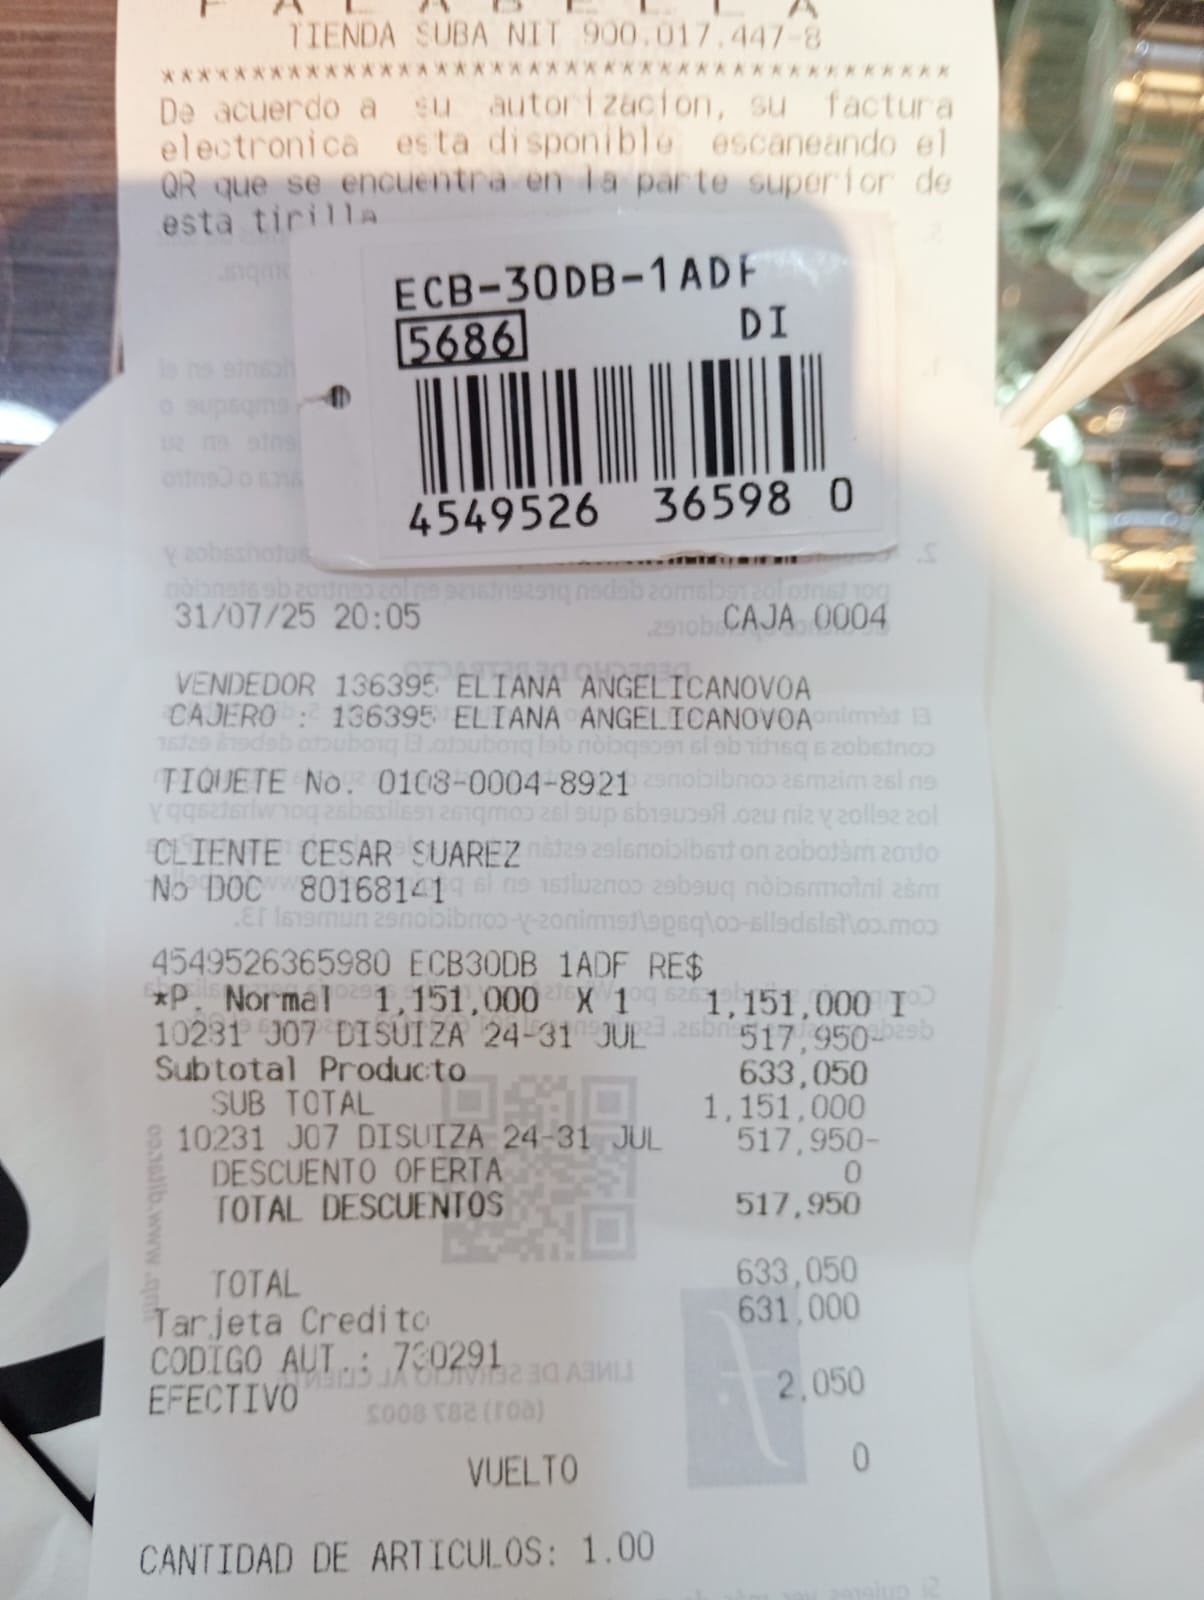 FALABELLA
TIENDA SUBA NIT 900.017.447-8
****************************************
De acuerdo a su autorizacion, su factura
electronica esta disponible escaneando el
QR que se encuentra en la parte superior de
esta tirilla
ECB-30DB-1ADF
5686 DI
4549526 36598 0
31/07/25 20:05 CAJA 0004
VENDEDOR 136395 ELIANA ANGELICANOVOA
CAJERO : 136395 ELIANA ANGELICANOVOA
TIQUETE No. 0108-0004-8921
CLIENTE CESAR SUAREZ
No DOC 80168141
4549526365980 ECB30DB 1ADF RE$
*P. Normal 1,151,000 X 1 1,151,000 I
10231 J07 DISUIZA 24-31 JUL 517,950-
Subtotal Producto 633,050
SUB TOTAL 1,151,000
10231 J07 DISUIZA 24-31 JUL 517,950-
DESCUENTO OFERTA 0
TOTAL DESCUENTOS 517,950
TOTAL 633,050
Tarjeta Credito 631,000
CODIGO AUT.: 730291
EFECTIVO 2,050
VUELTO 0
CANTIDAD DE ARTICULOS: 1.00